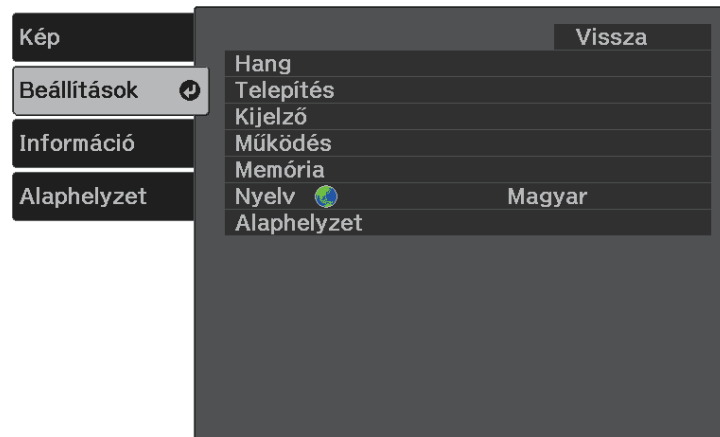 Kép
Beállítások
Információ
Alaphelyzet
Vissza
Hang
Telepítés
Kijelző
Működés
Memória
Nyelv Magyar
Alaphelyzet